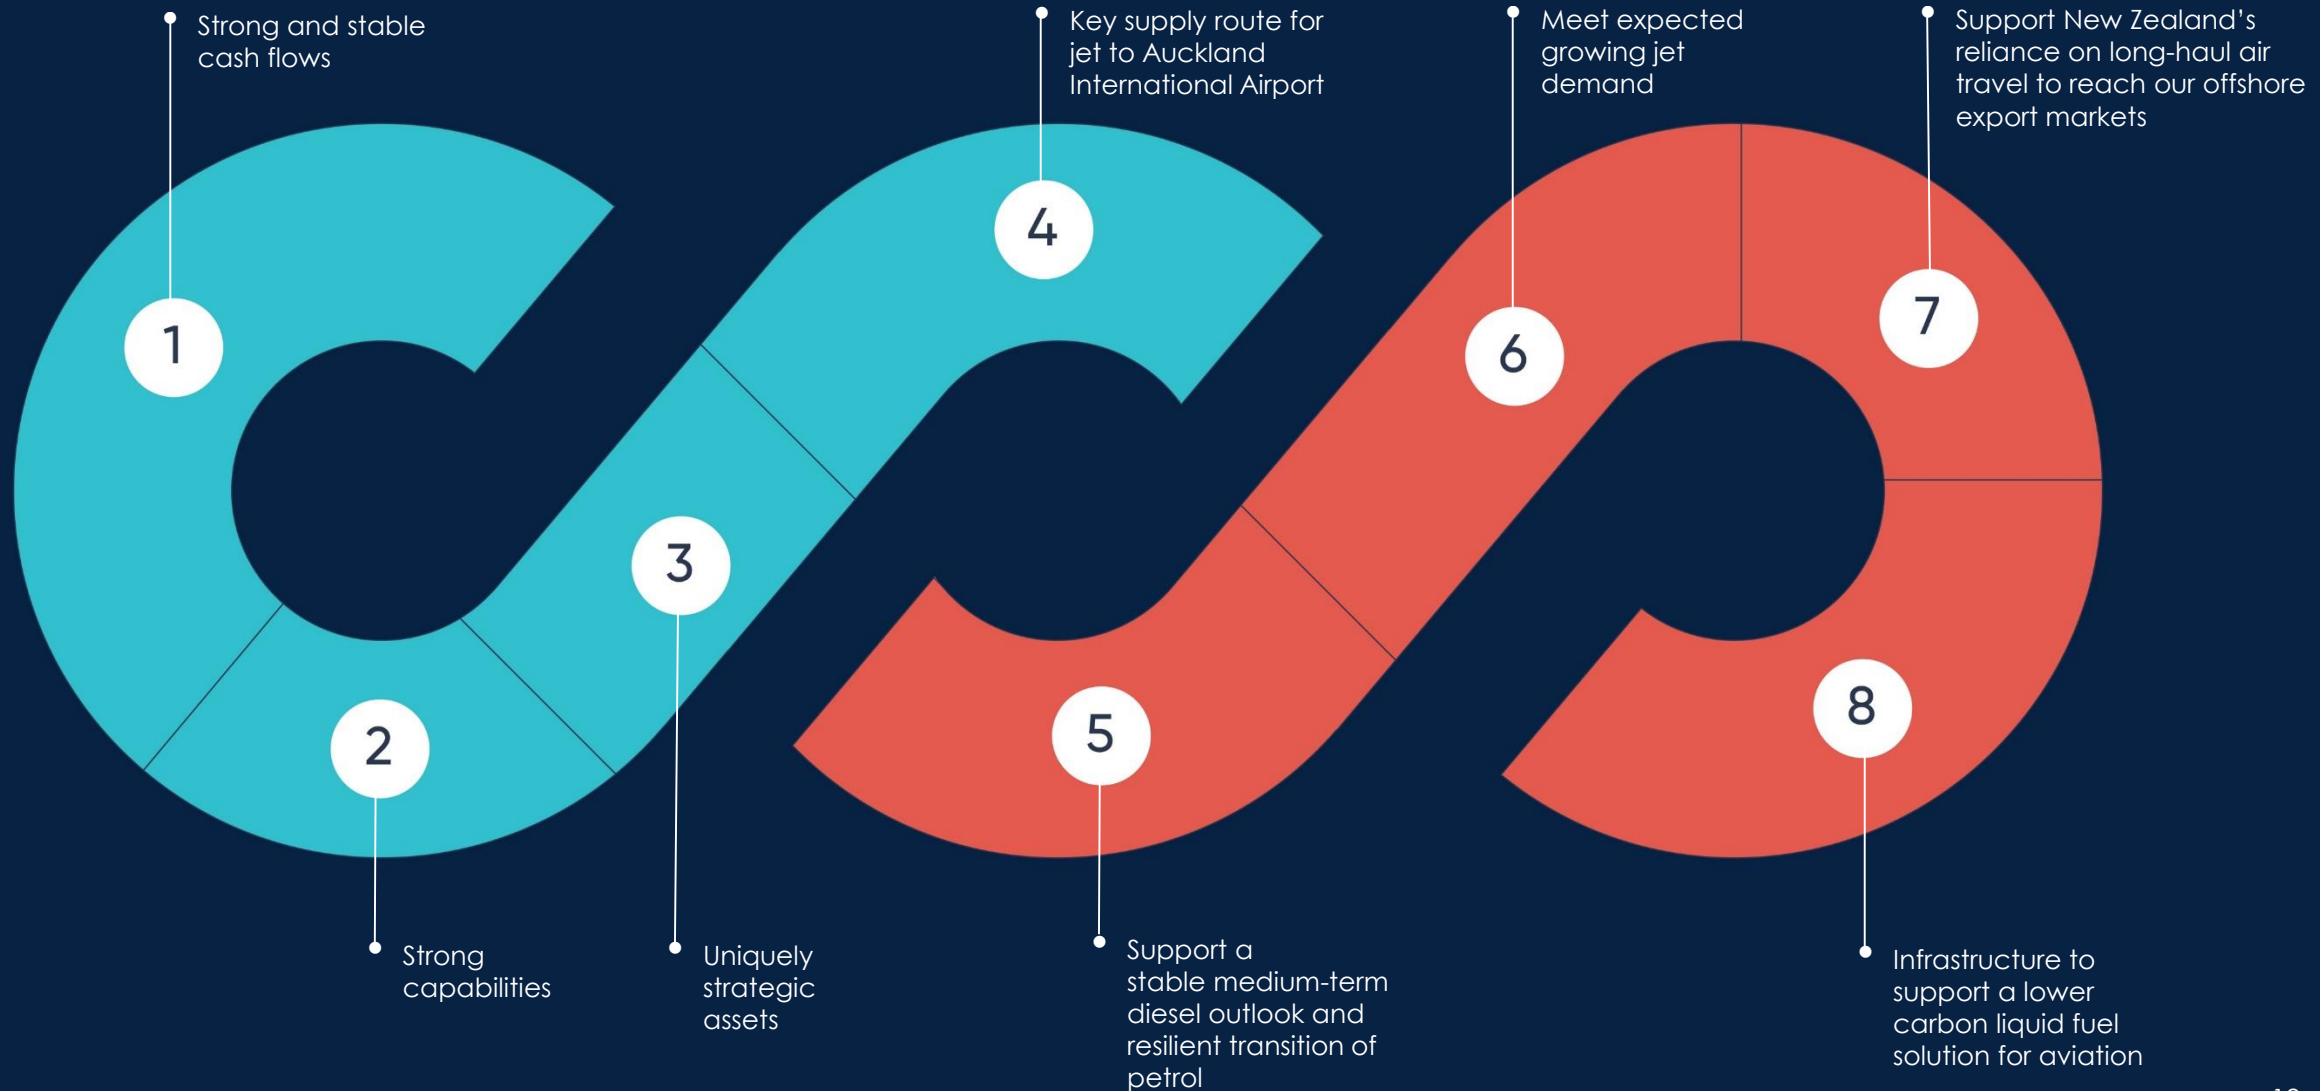 Strong and stable
cash flows
Key supply route for
jet to Auckland
International Airport
Meet expected
growing jet
demand
Support New Zealand’s
reliance on long-haul air
travel to reach our offshore
export markets
1
4
7
6
3
2
5
8
Strong
capabilities
Uniquely
strategic
assets
Support a
stable medium-term
diesel outlook and
resilient transition of
petrol
Infrastructure to
support a lower
carbon liquid fuel
solution for aviation